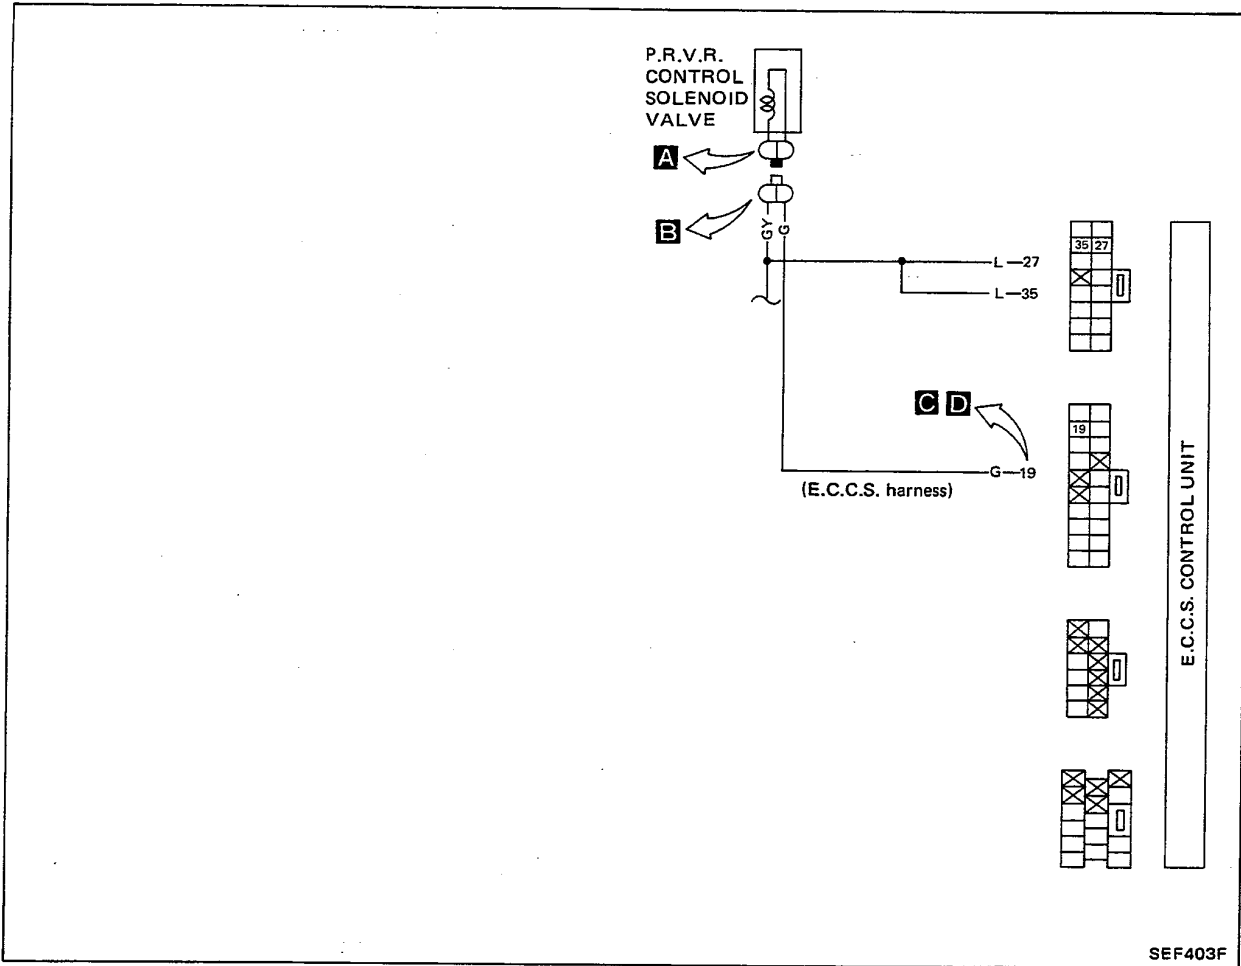 P.R.V.R.
CONTROL
SOLENOID
VALVE
A
B
GY
G
L—27
L—35
35 27
C D
19
G—19
(E.C.C.S. harness)
E.C.C.S. CONTROL UNIT
SEF403F